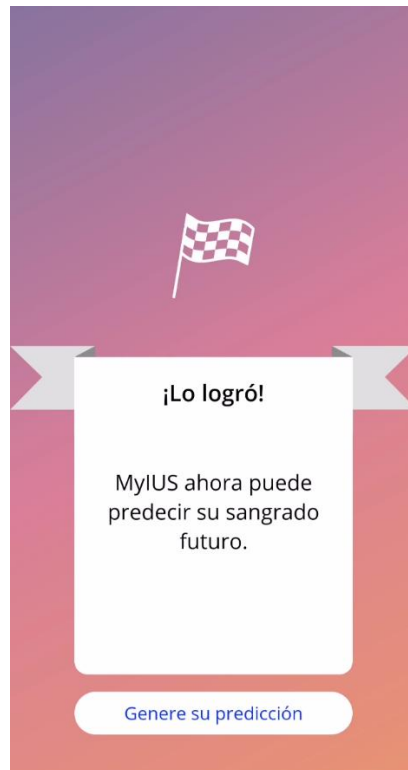 ¡Lo logró!
MyIUS ahora puede
predecir su sangrado
futuro.
Genere su predicción